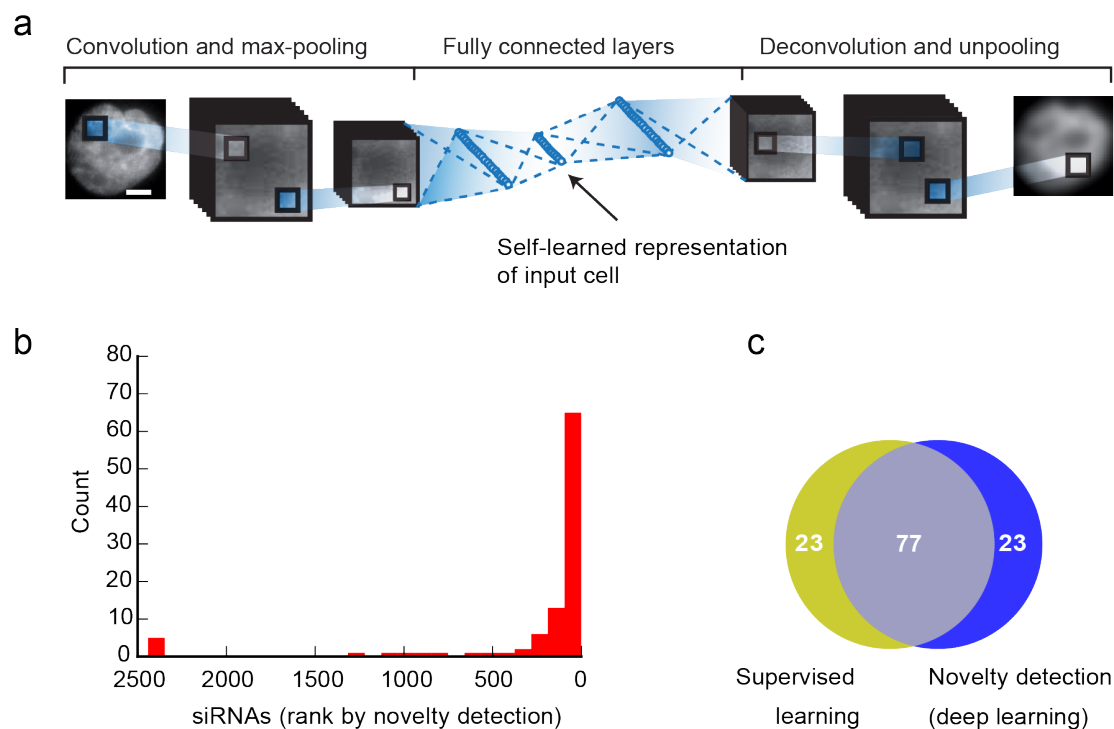 a
Convolution and max-pooling
Fully connected layers
Deconvolution and unpooling
Self-learned representation
of input cell
b
80
70
60
50
40
30
20
10
0
Count
2500
2000
1500
1000
500
0
siRNAs (rank by novelty detection)
c
23
77
23
Supervised
learning
Novelty detection
(deep learning)